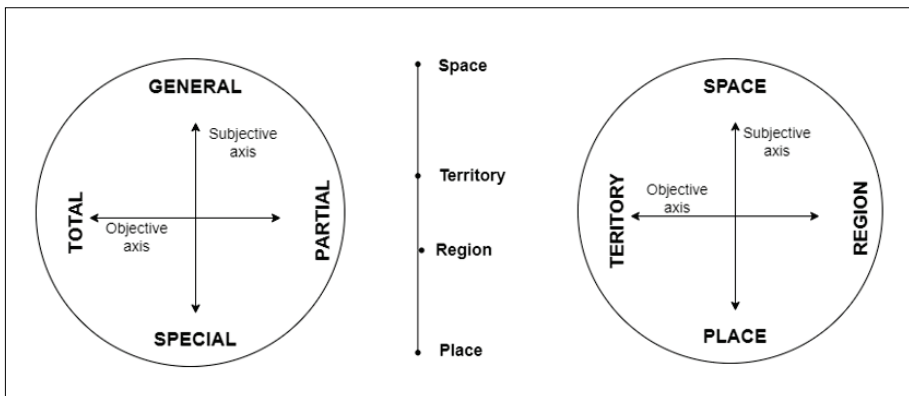 GENERAL
Subjective
axis
TOTAL
Objective
axis
PARTIAL
SPECIAL
Space
Territory
Region
Place
SPACE
Subjective
axis
TERITORY
Objective
axis
REGION
PLACE